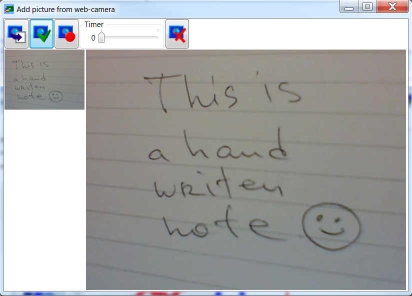 Add picture from web-camera
Timer
0
This is
a hand
writen
note
This is
a hand
writen
note